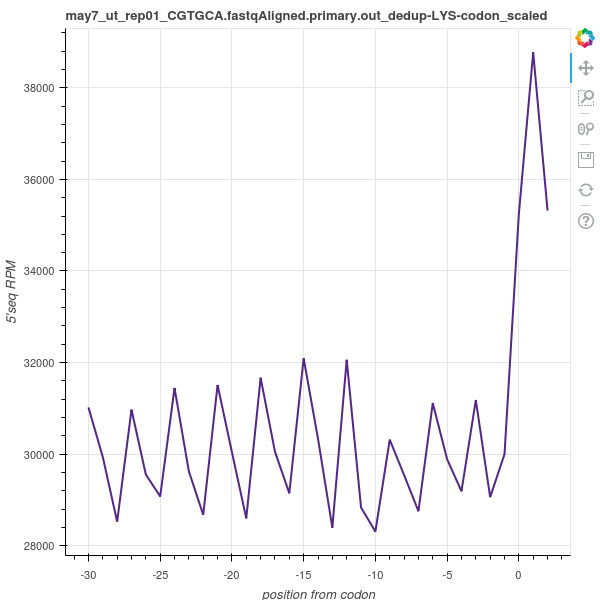 may7_ut_rep01_CGTGCA.fastqAligned.primary.out_dedup-LYS-codon_scaled
38000
36000
34000
32000
30000
28000
5'seq RPM
-30 -25 -20 -15 -10 -5 0
position from codon